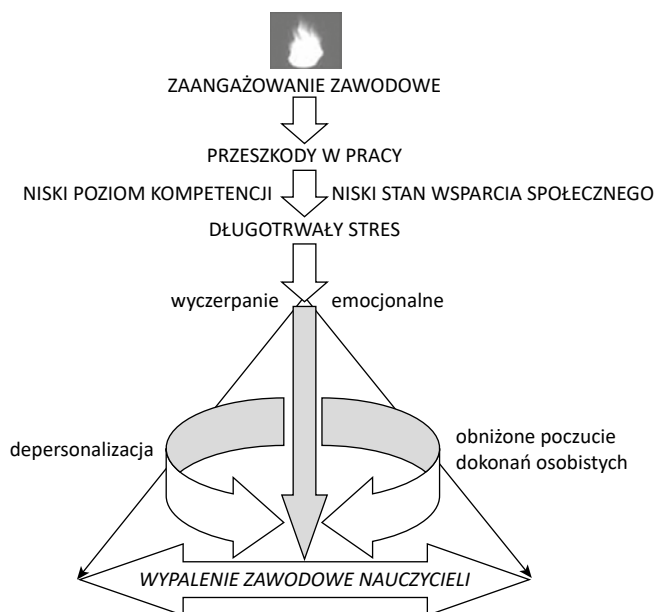 ZAANGAŻOWANIE ZAWODOWE
PRZESZKODY W PRACY
NISKI POZIOM KOMPETENCJI NISKI STAN WSPARCIA SPOŁECZNEGO
DŁUGOTRWAŁY STRES
wyczerpanie emocjonalne
depersonalizacja
obniżone poczucie
dokonań osobistych
WYPALENIE ZAWODOWE NAUCZYCIELI